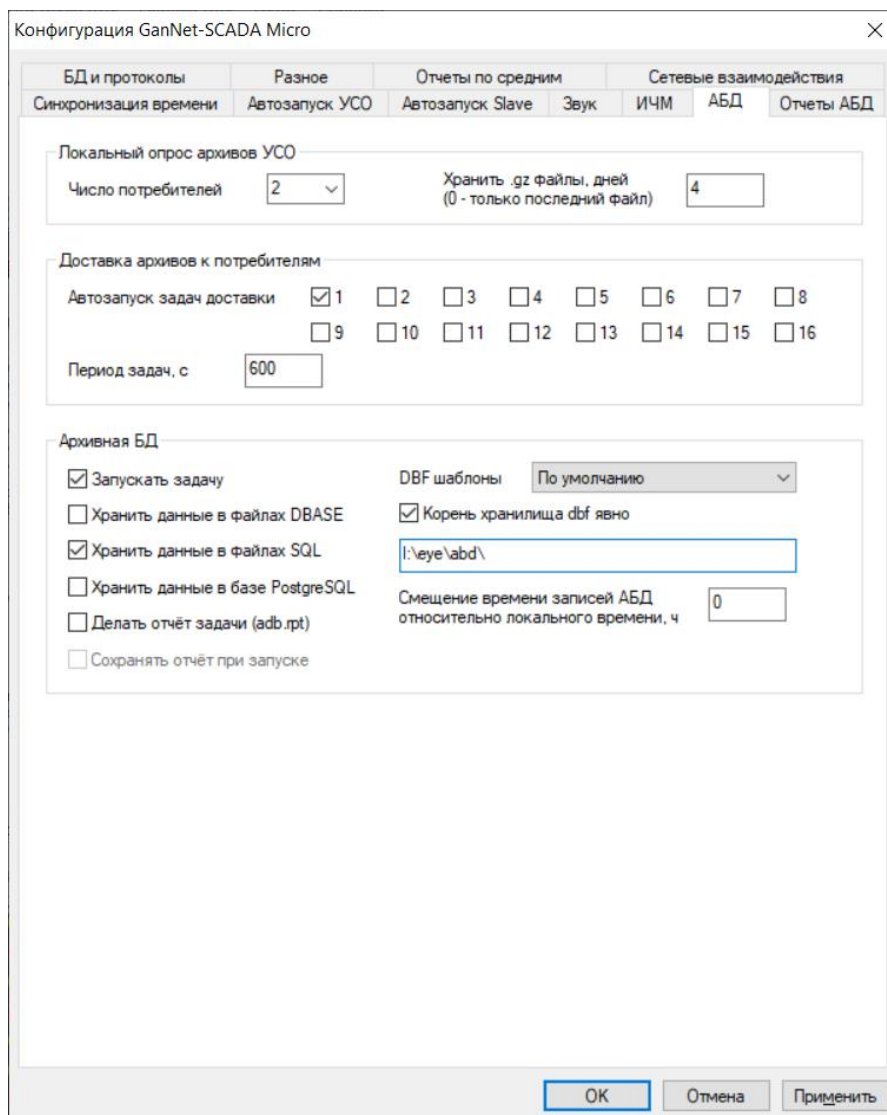 Конфигурация GanNet-SCADA Micro
БД и протоколы Разное Отчеты по средним Сетевые взаимодействия
Синхронизация времени Автозапуск УСО Автозапуск Slave Звук ИЧМ АБД Отчеты АБД
Локальный опрос архивов УСО
Число потребителей 2 Хранить .gz файлы, дней
(0 - только последний файл) 4
Доставка архивов к потребителям
Автозапуск задач доставки 1 2 3 4 5 6 7 8
9 10 11 12 13 14 15 16
Период задач, с 600
Архивная БД
Запускать задачу DBF шаблоны По умолчанию
Хранить данные в файлах DBASE Корень хранилища dbf явно
Хранить данные в файлах SQL I:\eye\abd\
Хранить данные в базе PostgreSQL Смещение времени записей АБД
относительно локального времени, ч 0
Делать отчёт задачи (adb.rpt)
Сохранять отчёт при запуске
OK Отмена Применить